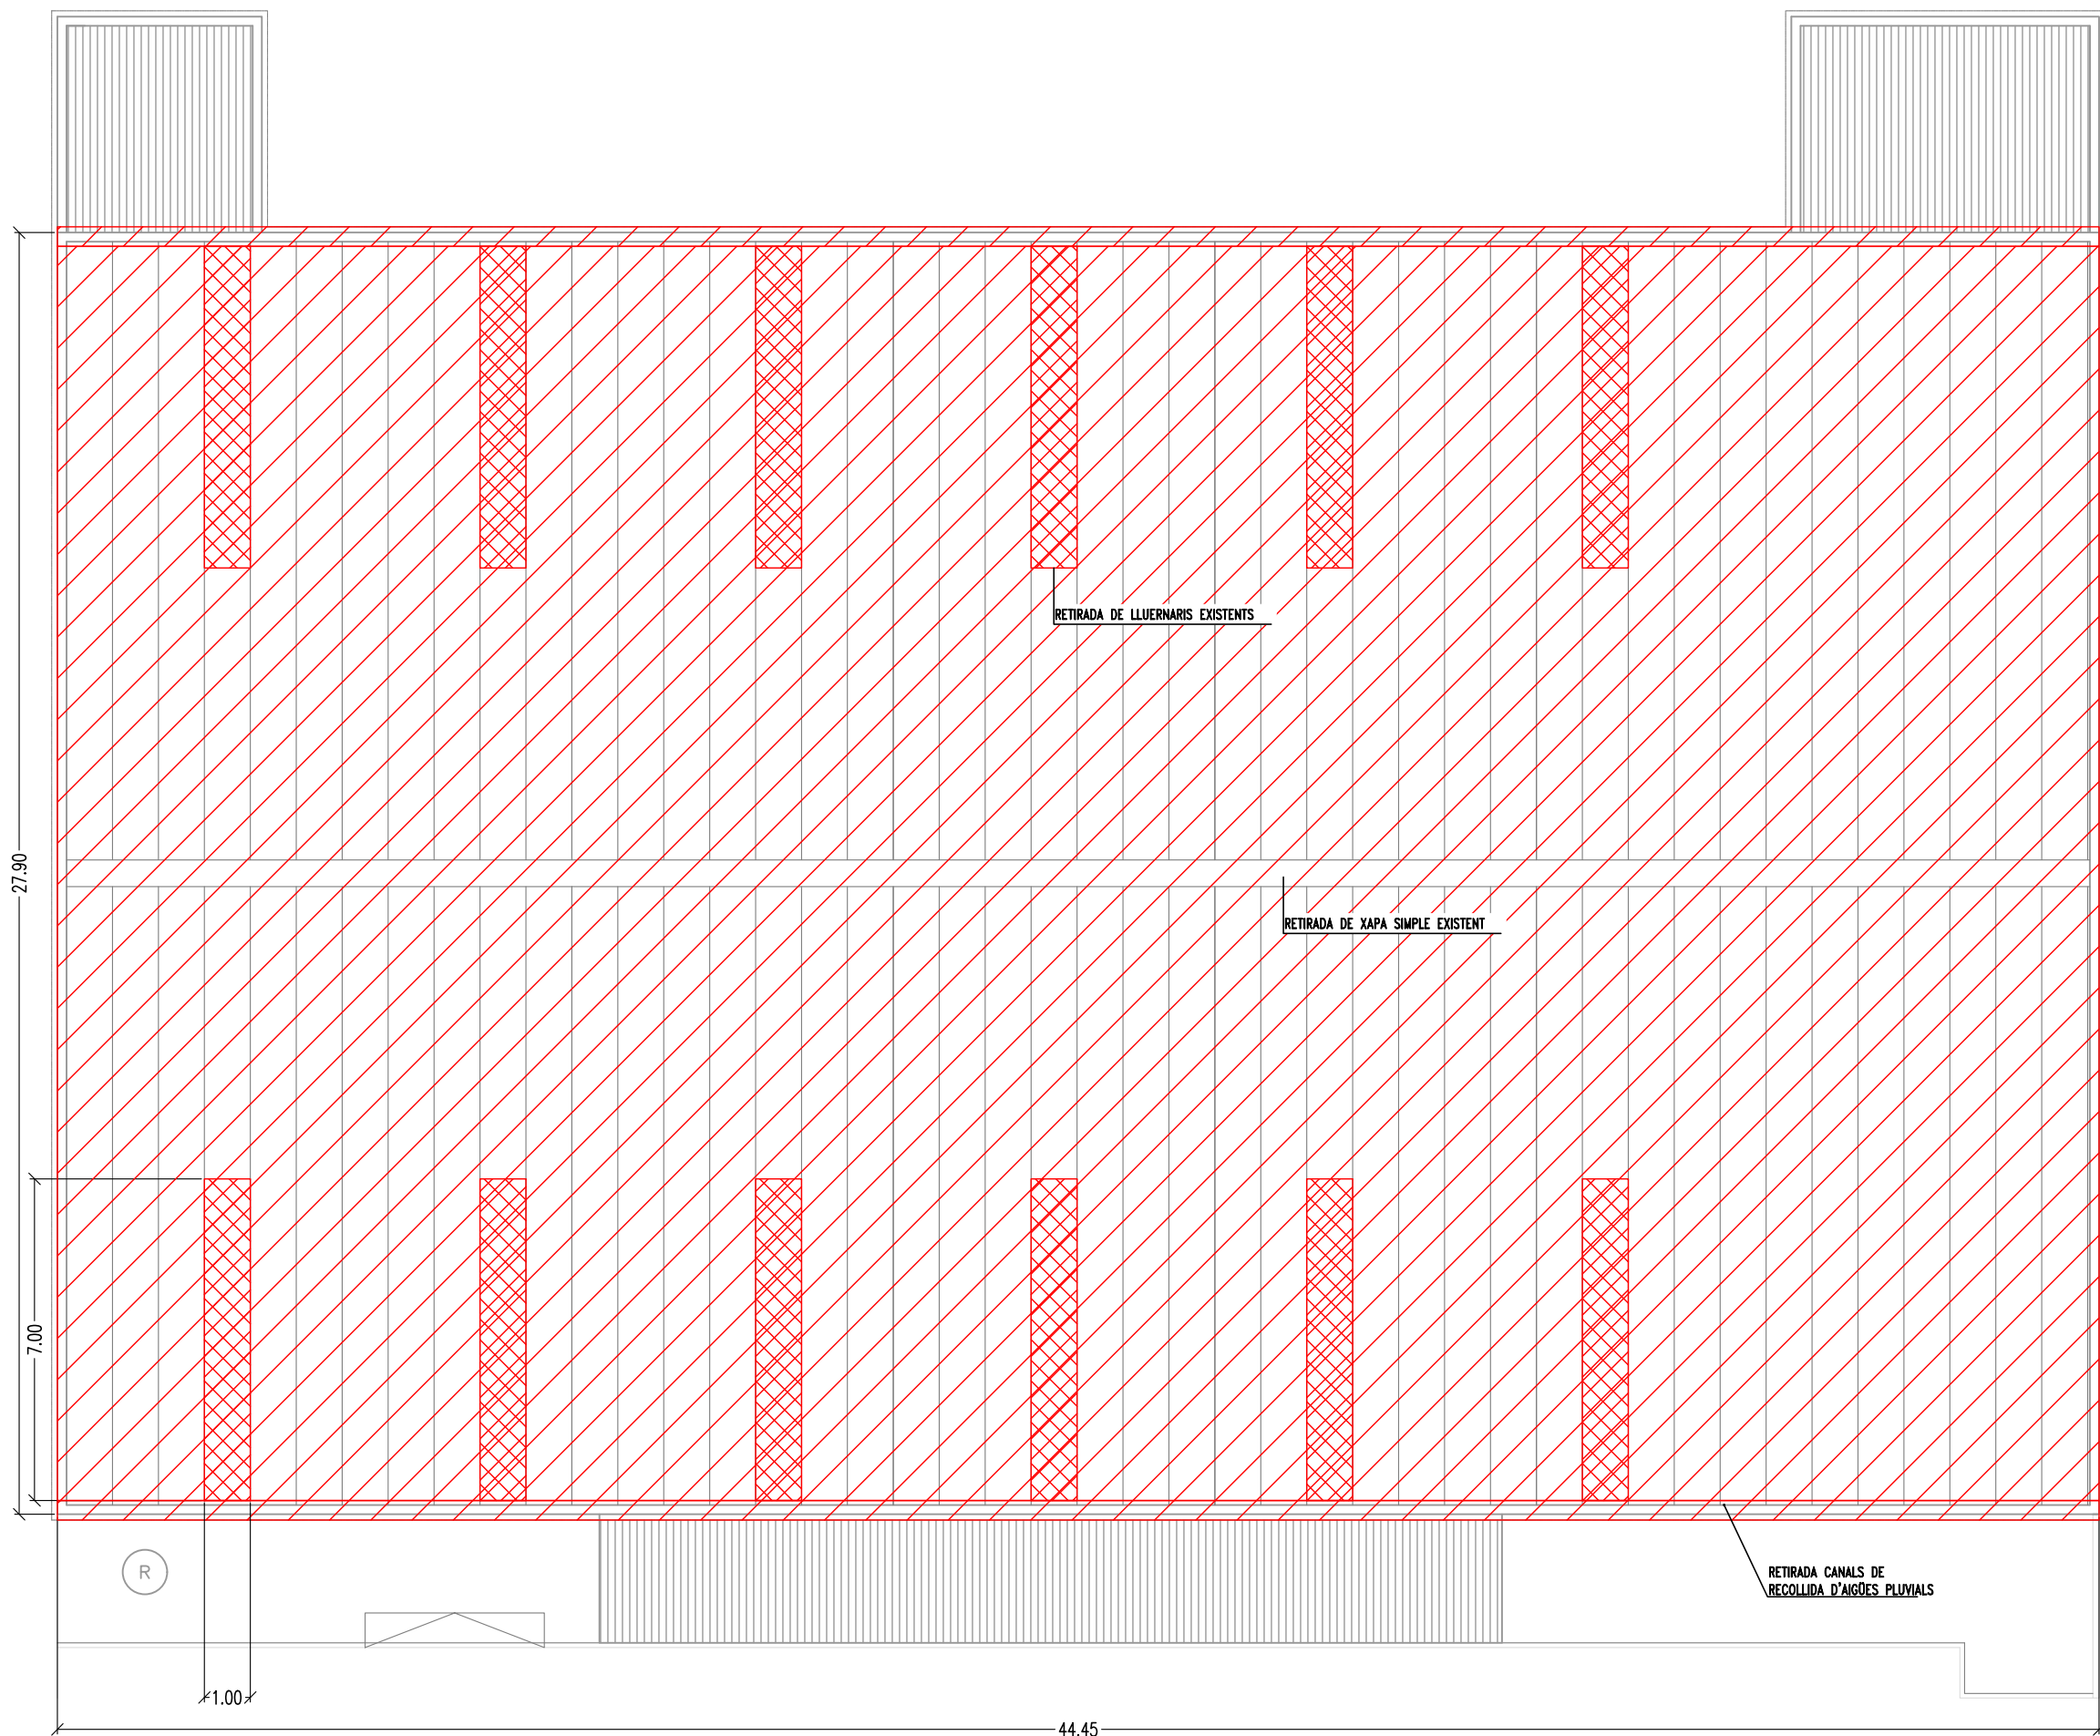 RETIRADA DE LLUERNARIS EXISTENTS
27.90
RETIRADA DE XAPA SIMPLE EXISTENT
7.00
R
RETIRADA CANALS DE
RECOLLIDA D'AIGÜES PLUVIALS
1.00
44.45